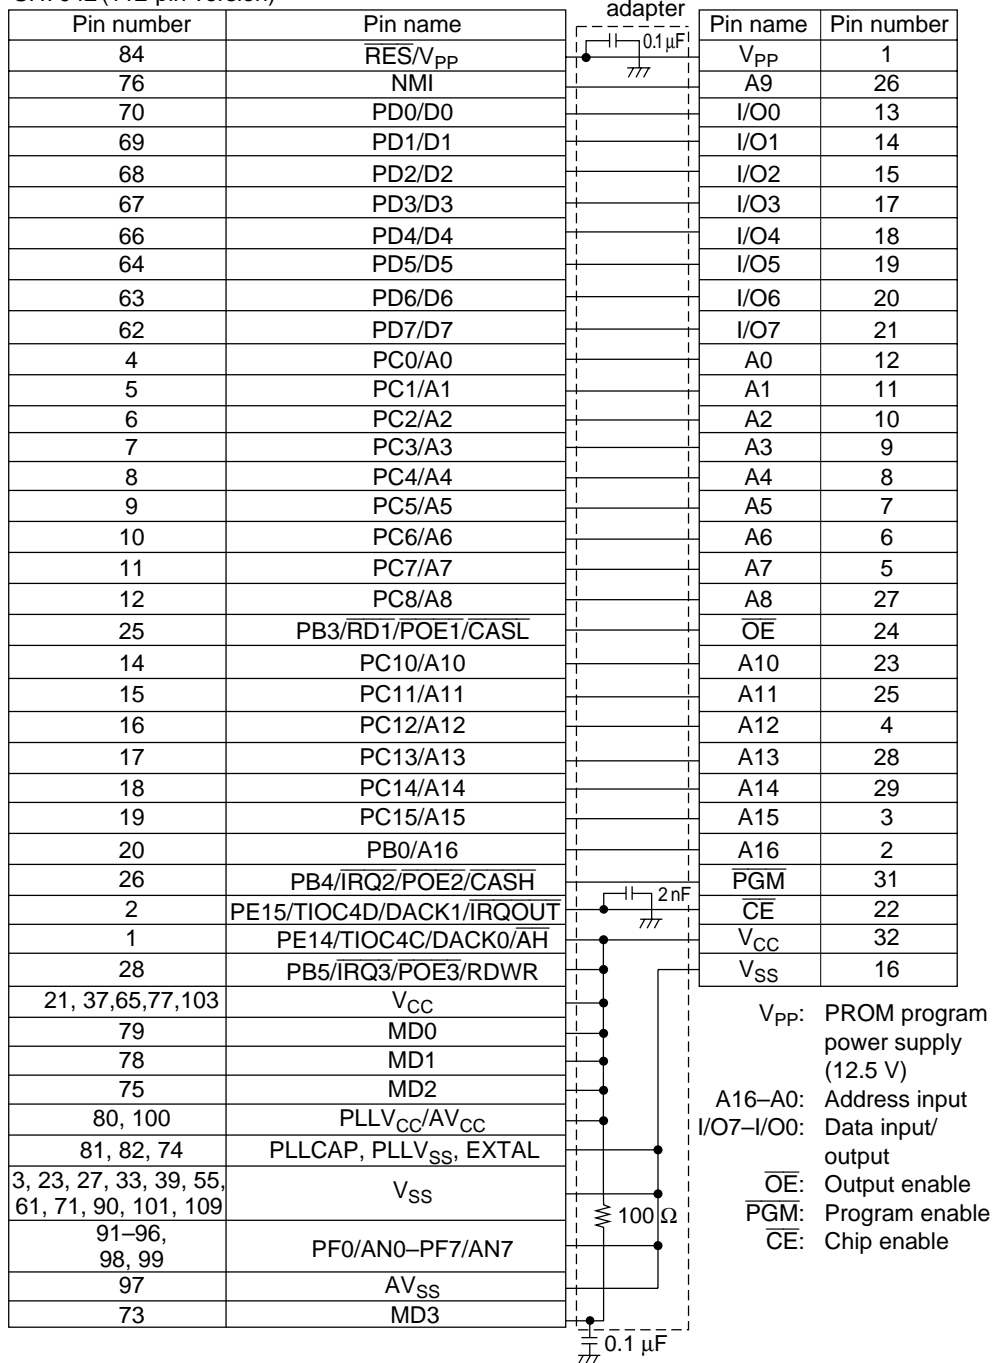 adapter
Pin number Pin name Pin name Pin number
84 RES/VPP 0.1 μF VPP 1
76 NMI A9 26
70 PD0/D0 I/O0 13
69 PD1/D1 I/O1 14
68 PD2/D2 I/O2 15
67 PD3/D3 I/O3 17
66 PD4/D4 I/O4 18
64 PD5/D5 I/O5 19
63 PD6/D6 I/O6 20
62 PD7/D7 I/O7 21
4 PC0/A0 A0 12
5 PC1/A1 A1 11
6 PC2/A2 A2 10
7 PC3/A3 A3 9
8 PC4/A4 A4 8
9 PC5/A5 A5 7
10 PC6/A6 A6 6
11 PC7/A7 A7 5
12 PC8/A8 A8 27
25 PB3/RD1/POE1/CASL OE 24
14 PC10/A10 A10 23
15 PC11/A11 A11 25
16 PC12/A12 A12 4
17 PC13/A13 A13 28
18 PC14/A14 A14 29
19 PC15/A15 A15 3
20 PB0/A16 A16 2
26 PB4/IRQ2/POE2/CASH PGM 31
2 PE15/TIOC4D/DACK1/IRQOUT 2 nF CE 22
1 PE14/TIOC4C/DACK0/AH VCC 32
28 PB5/IRQ3/POE3/RDWR VSS 16
21, 37,65,77,103 VCC
79 MD0
78 MD1
75 MD2
80, 100 PLLVCC/AVCC
81, 82, 74 PLLCAP, PLLVSS, EXTAL
3, 23, 27, 33, 39, 55,
61, 71, 90, 101, 109 VSS
100 Ω
91–96,
98, 99 PF0/AN0–PF7/AN7
97 AVSS
73 MD3
0.1 μF
VPP: PROM program
power supply
(12.5 V)
A16–A0: Address input
I/O7–I/O0: Data input/
output
OE: Output enable
PGM: Program enable
CE: Chip enable